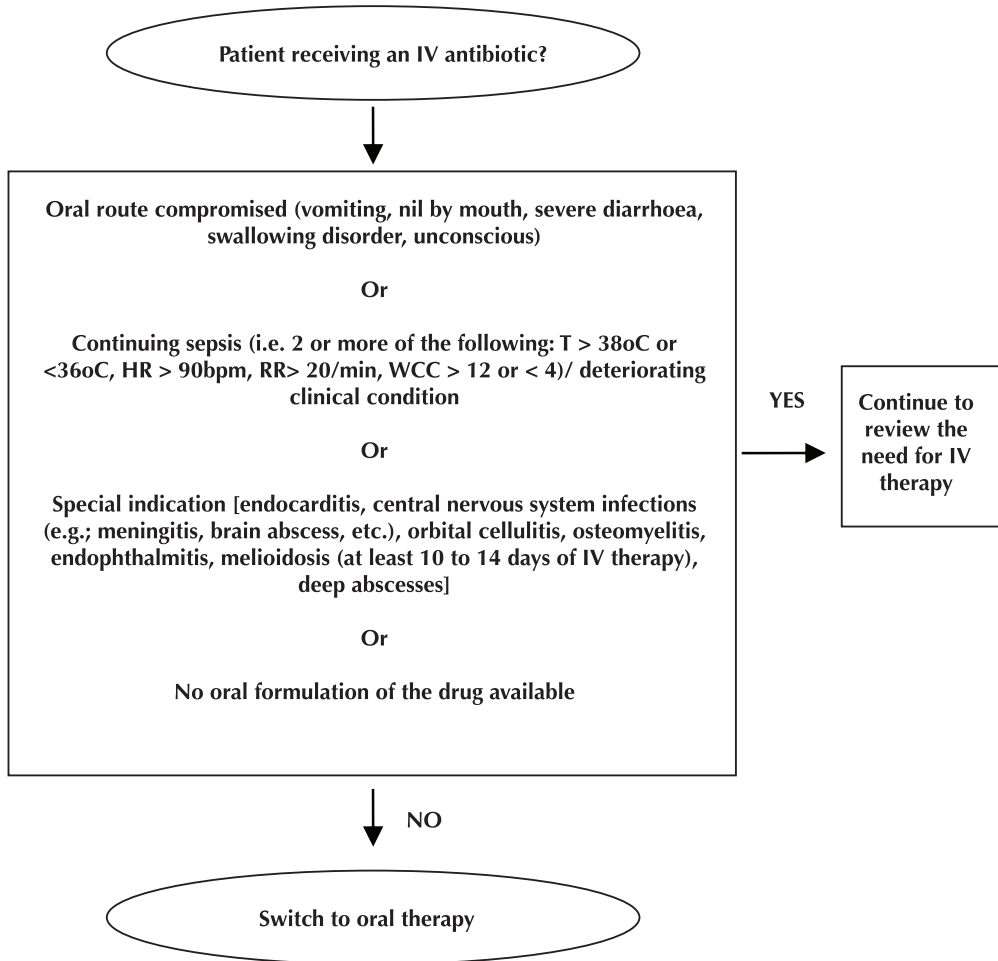 Patient receiving an IV antibiotic?
Oral route compromised (vomiting, nil by mouth, severe diarrhoea,
swallowing disorder, unconscious)
Or
Continuing sepsis (i.e. 2 or more of the following: T > 38oC or
<36oC, HR > 90bpm, RR> 20/min, WCC > 12 or < 4)/ deteriorating
clinical condition
Or
Special indication [endocarditis, central nervous system infections
(e.g.; meningitis, brain abscess, etc.), orbital cellulitis, osteomyelitis,
endophthalmitis, melioidosis (at least 10 to 14 days of IV therapy),
deep abscesses]
Or
No oral formulation of the drug available
YES
Continue to
review the
need for IV
therapy
NO
Switch to oral therapy